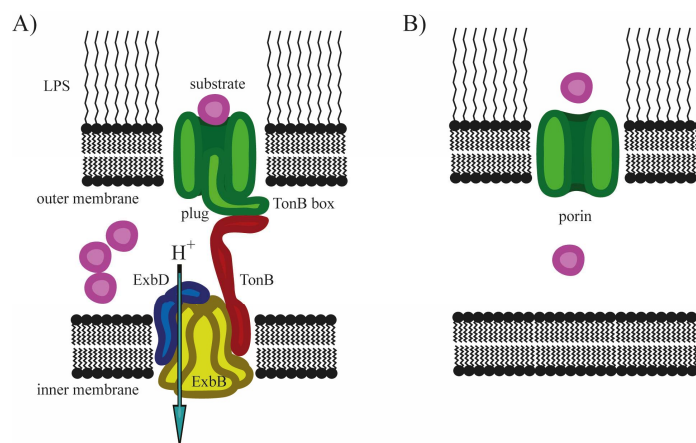 A)
B)
LPS
substrate
outer membrane
plug
TonB box
porin
H+
ExbD
TonB
ExbB
inner membrane